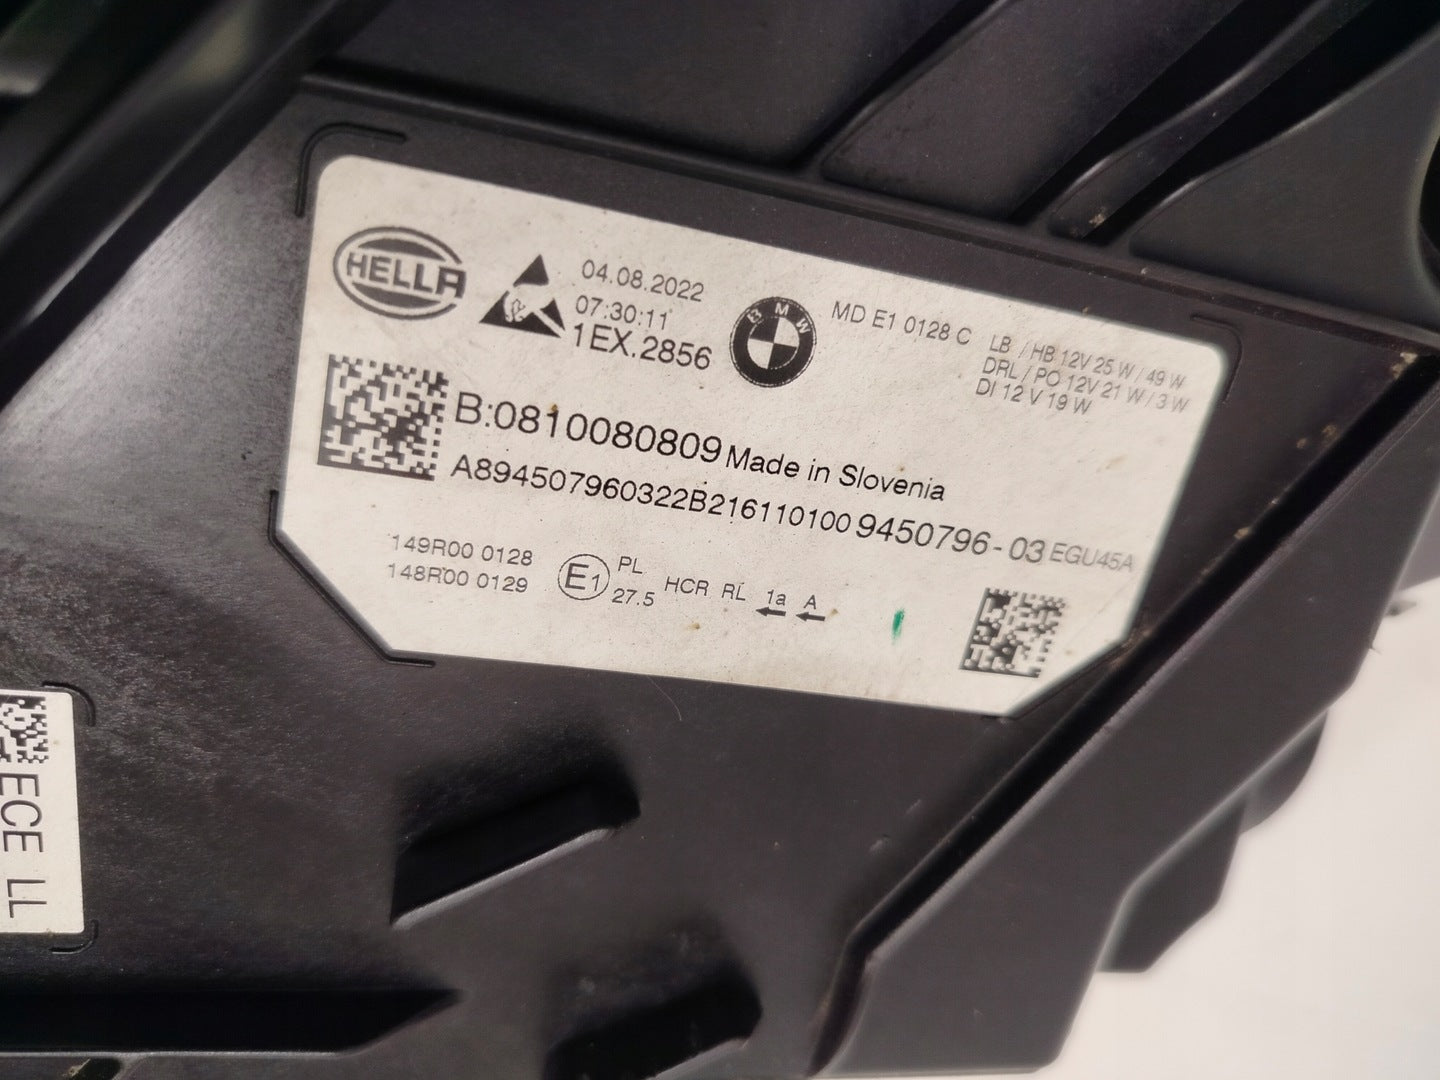 HELLA
04.08.2022
07:30:11
1EX.2856
BMW
MD E1 0128 C
LB / HB 12V 25 W / 49 W
DRL / PO 12V 21 W / 3 W
DI 12 V 19 W
B:0810080809 Made in Slovenia
A894507960322B216110100 9450796-03 EGU45A
149R00 0128
148R00 0129
E1
PL
27.5
HCR RL 1a A
ECE LL